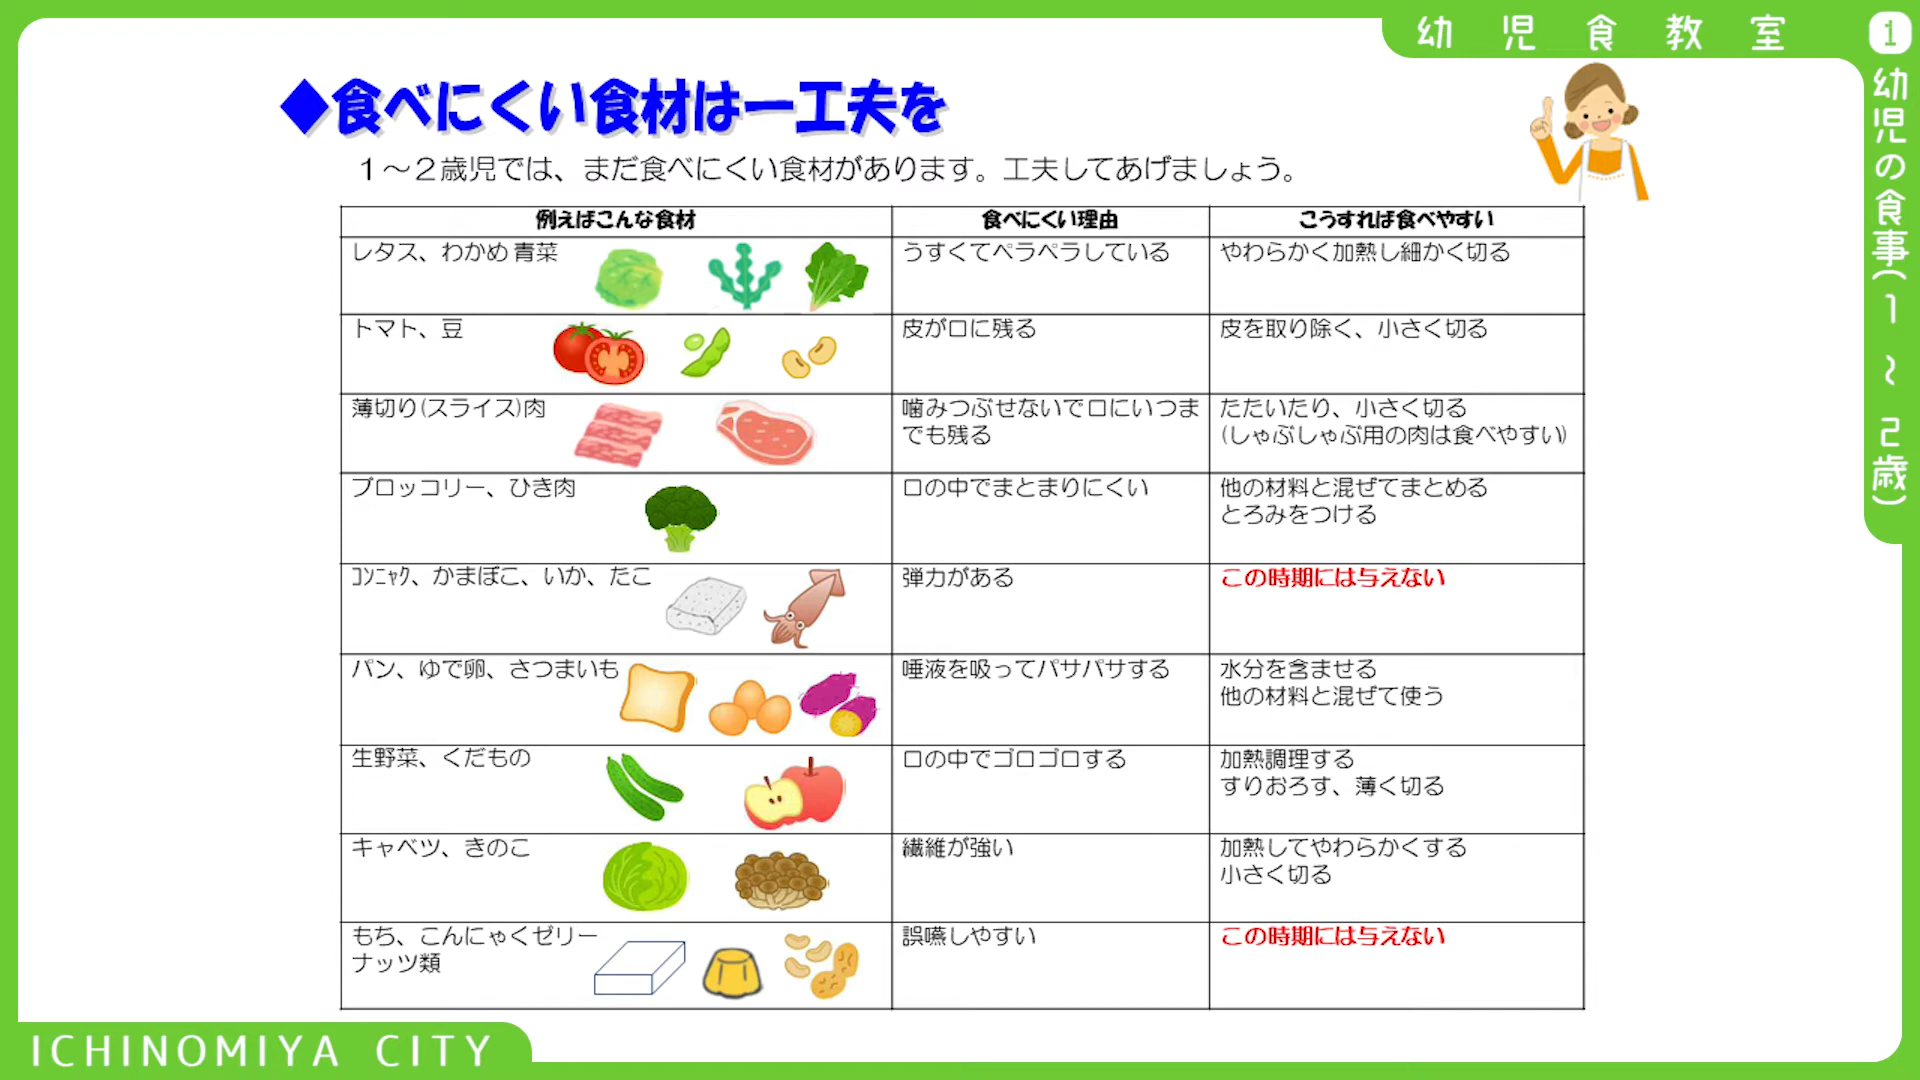 幼児食教室
1
幼児の食事(1~2歳)
◆食べにくい食材は一工夫を
1~2歳児では、まだ食べにくい食材があります。工夫してあげましょう。
例えばこんな食材 食べにくい理由 こうすれば食べやすい
レタス、わかめ 青菜 うすくてペラペラしている やわらかく加熱し細かく切る
トマト、豆 皮が口に残る 皮を取り除く、小さく切る
薄切り(スライス)肉 噛みつぶせないで口にいつま たたいたり、小さく切る
でも残る (しゃぶしゃぶ用の肉は食べやすい)
ブロッコリー、ひき肉 口の中でまとまりにくい 他の材料と混ぜてまとめる
とろみをつける
コンニャク、かまぼこ、いか、たこ 弾力がある この時期には与えない
パン、ゆで卵、さつまいも 唾液を吸ってパサパサする 水分を含ませる
他の材料と混ぜて使う
生野菜、くだもの 口の中でゴロゴロする 加熱調理する
すりおろす、薄く切る
キャベツ、きのこ 繊維が強い 加熱してやわらかくする
小さく切る
もち、こんにゃくゼリー 誤嚥しやすい この時期には与えない
ナッツ類
ICHINOMIYA CITY